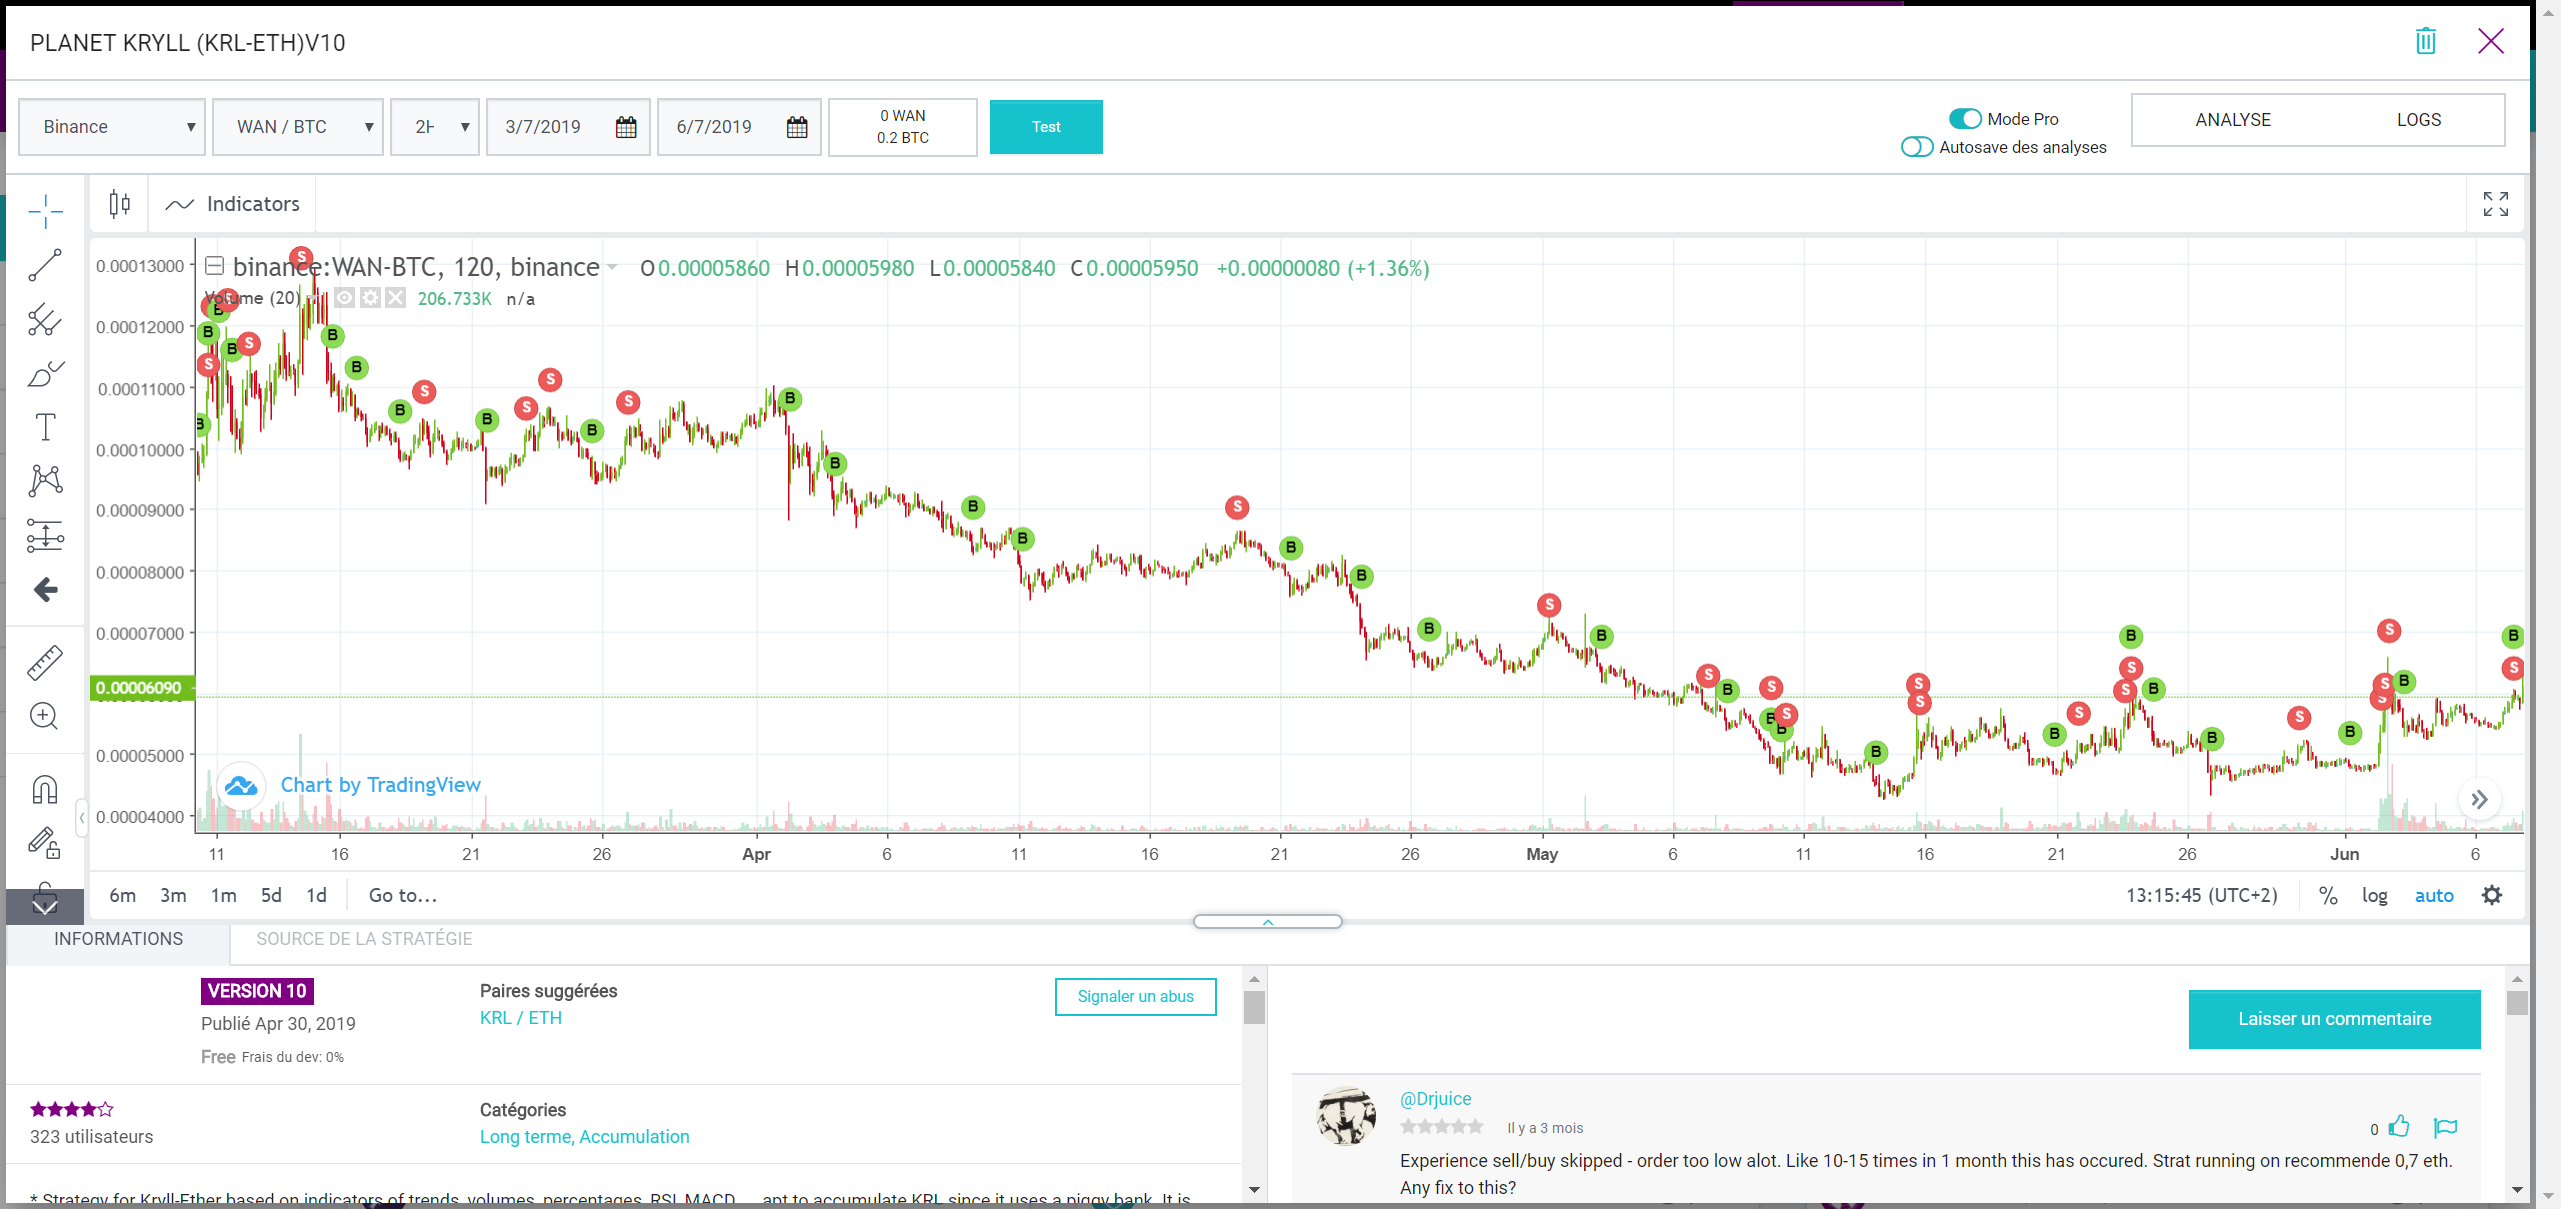 PLANET KRYLL (KRL-ETH)V10
Binance
WAN / BTC
2H
3/7/2019
6/7/2019
0 WAN
0.2 BTC
Test
Mode Pro
Autosave des analyses
ANALYSE
LOGS
Indicators
binance:WAN-BTC, 120, binance
O0.00005860 H0.00005980 L0.00005840 C0.00005950 +0.00000080 (+1.36%)
Volume (20)
206.733K n/a
0.00013000
0.00012000
0.00011000
0.00010000
0.00009000
0.00008000
0.00007000
0.00006090
0.00005000
0.00004000
Chart by TradingView
11 16 21 26 Apr 6 11 16 21 26 May 6 11 16 21 26 Jun 6
6m 3m 1m 5d 1d Go to...
13:15:45 (UTC+2) % log auto
INFORMATIONS
SOURCE DE LA STRATÉGIE
VERSION 10
Publié Apr 30, 2019
Free Frais du dev: 0%
Paires suggérées
KRL / ETH
Signaler un abus
323 utilisateurs
Catégories
Long terme, Accumulation
* Strategy for Kryll-Ether based on indicators of trends, volumes, percentages, RSI, MACD ... apt to accumulate KRL since it uses a piggy bank. It is
Laisser un commentaire
@Drjuice
Il y a 3 mois
0
Experience sell/buy skipped - order too low alot. Like 10-15 times in 1 month this has occured. Strat running on recommende 0,7 eth.
Any fix to this?